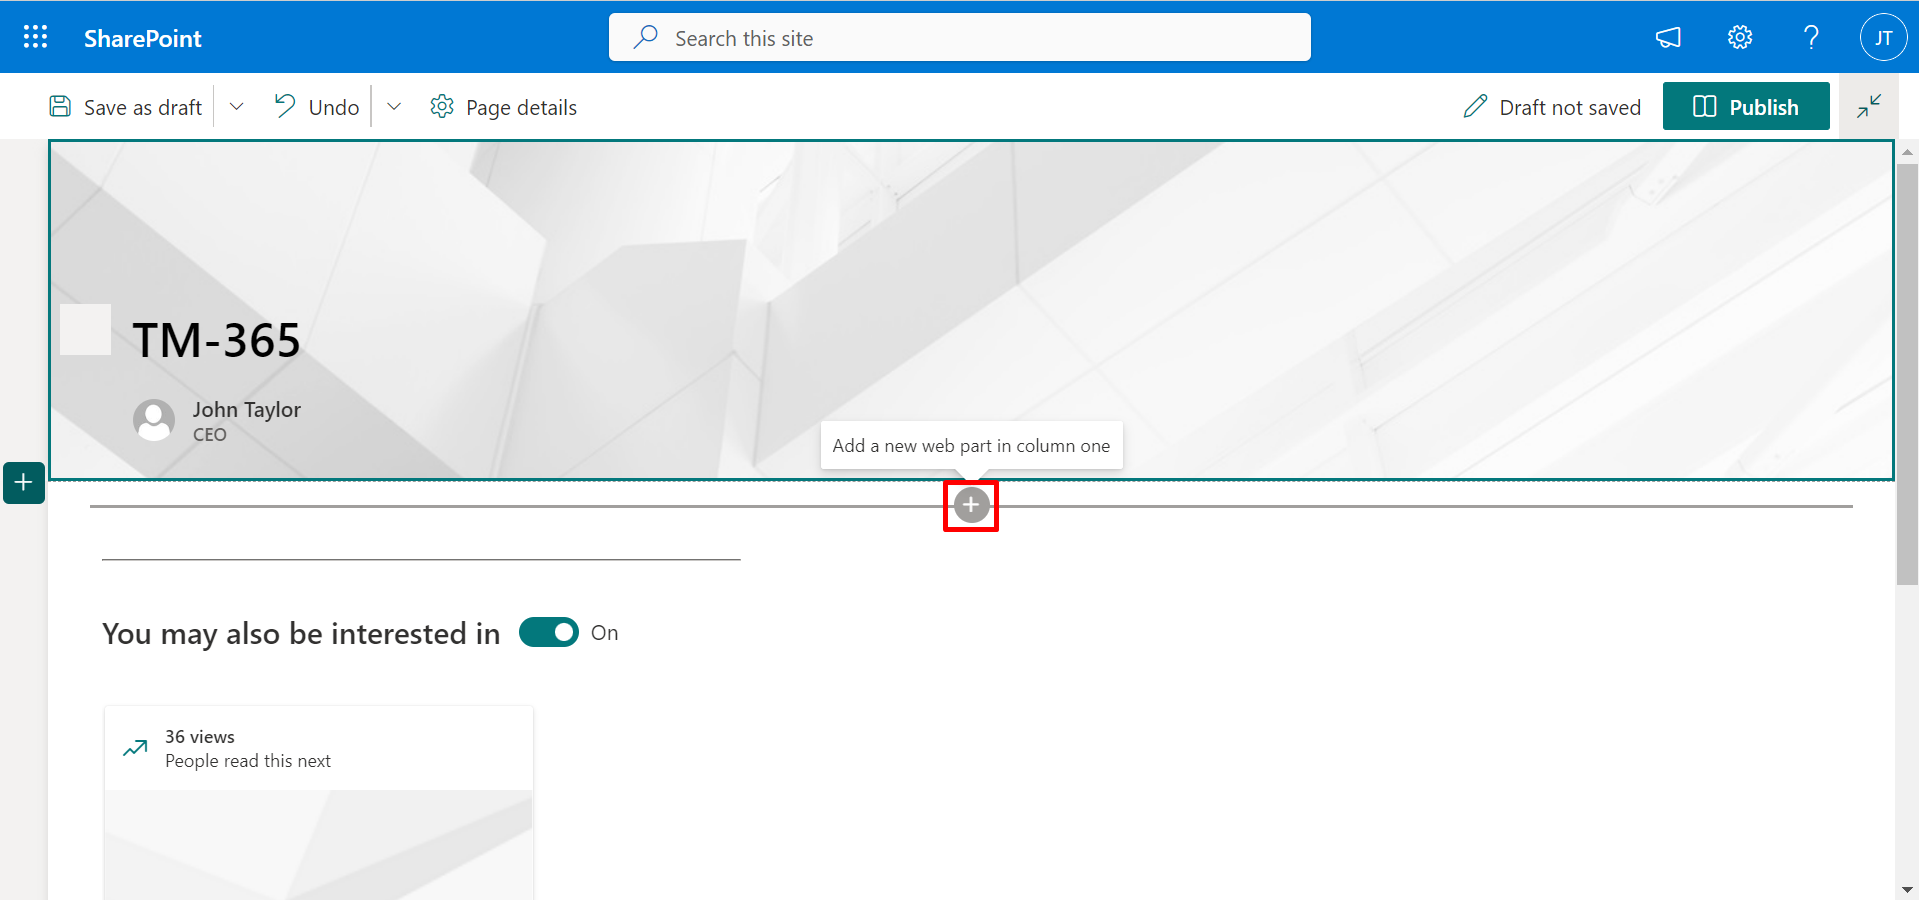 SharePoint
Search this site
JT
Save as draft
Undo
Page details
Draft not saved
Publish
TM-365
John Taylor
CEO
Add a new web part in column one
You may also be interested in
On
36 views
People read this next